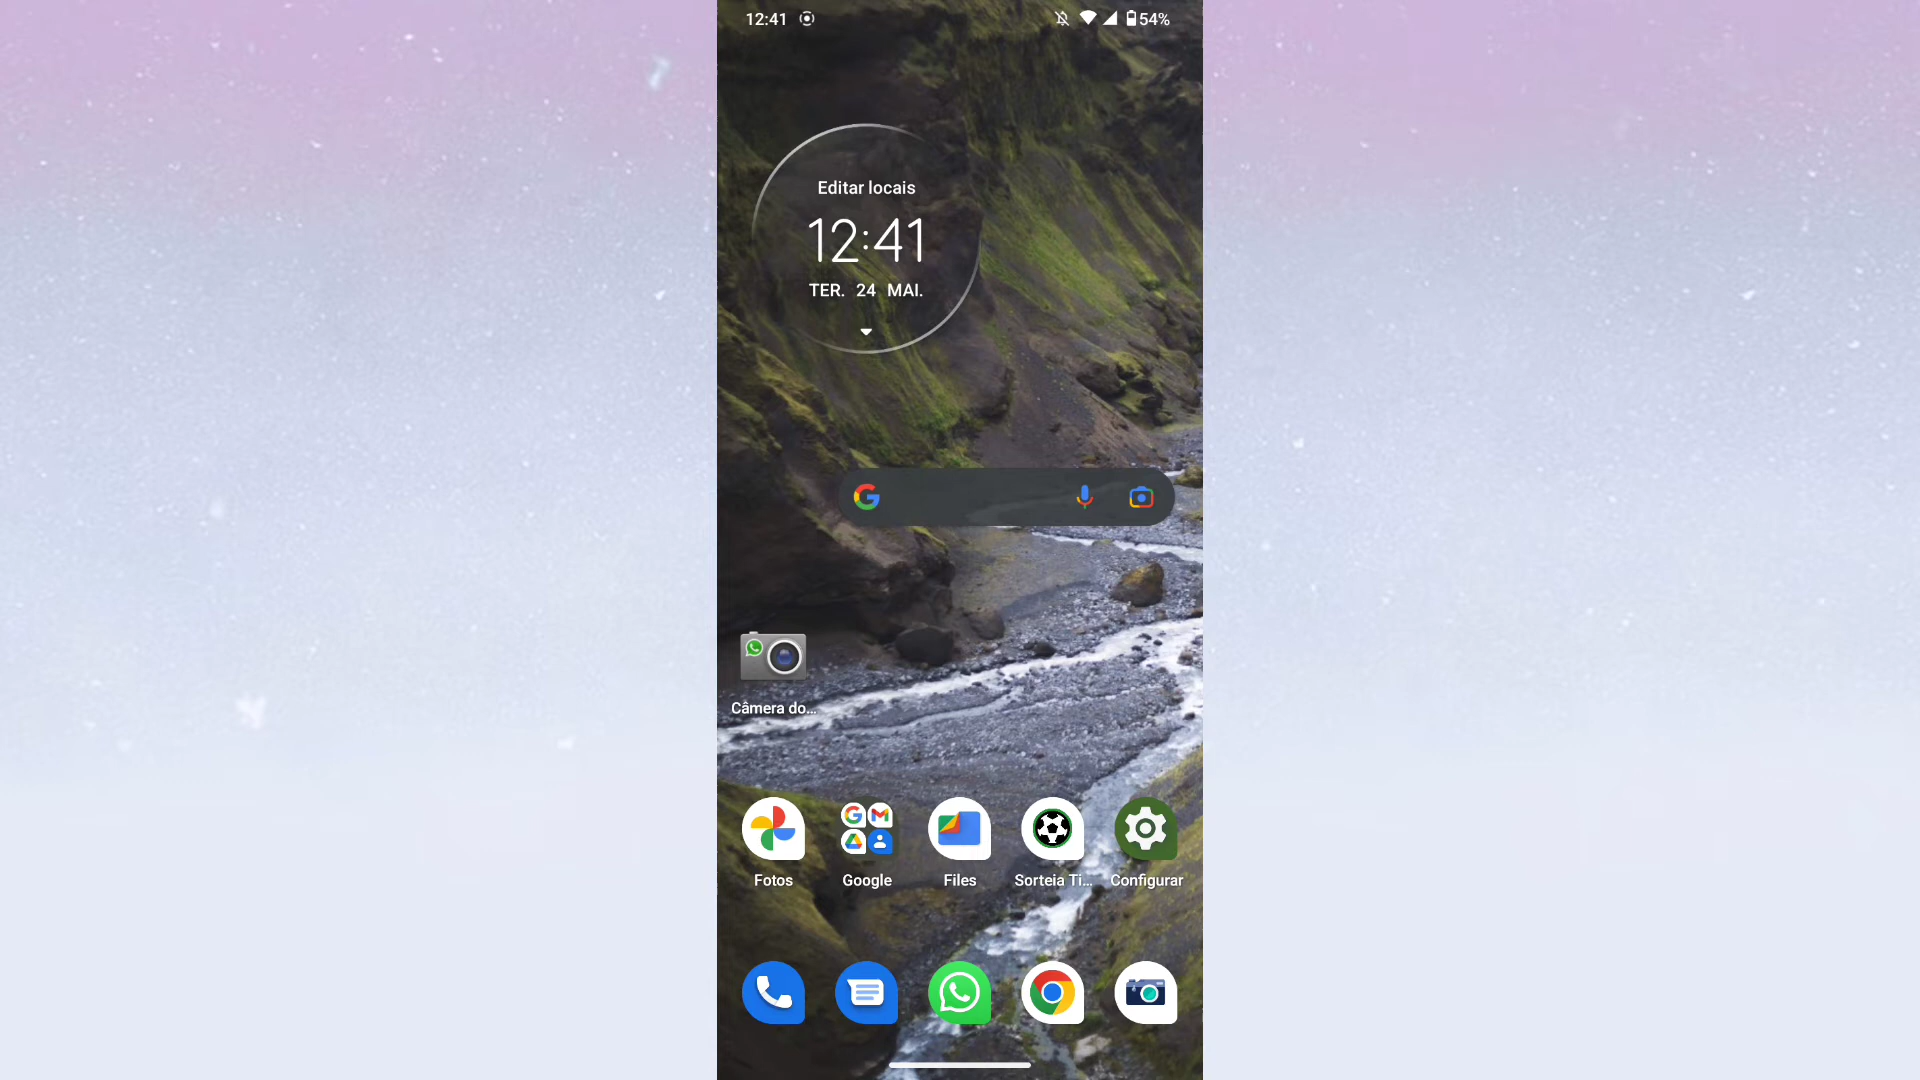 12:41
54%
Editar locais
12:41
TER. 24 MAI.
Câmera do...
Fotos
Google
Files
Sorteia Ti...
Configurar